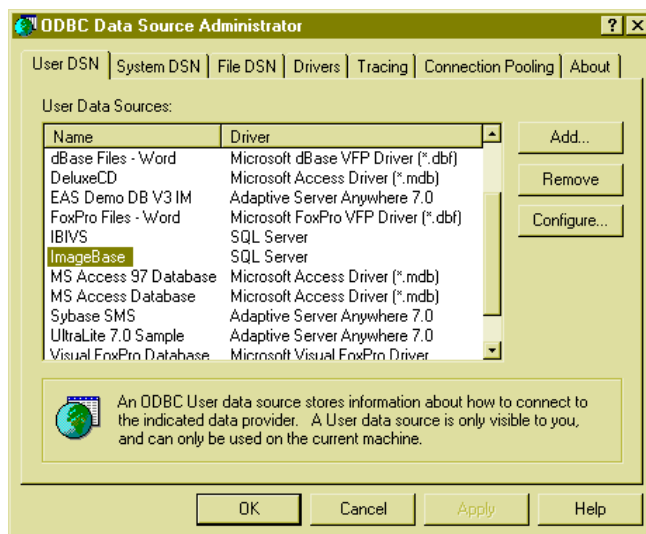 ODBC Data Source Administrator
User DSN System DSN File DSN Drivers Tracing Connection Pooling About
User Data Sources:
Name Driver
dBase Files - Word Microsoft dBase VFP Driver (*.dbf)
DeluxeCD Microsoft Access Driver (*.mdb)
EAS Demo DB V3 IM Adaptive Server Anywhere 7.0
FoxPro Files - Word Microsoft FoxPro VFP Driver (*.dbf)
IBIVS SQL Server
ImageBase SQL Server
MS Access 97 Database Microsoft Access Driver (*.mdb)
MS Access Database Microsoft Access Driver (*.mdb)
Sybase SMS Adaptive Server Anywhere 7.0
UltraLite 7.0 Sample Adaptive Server Anywhere 7.0
Visual FoxPro Database Microsoft Visual FoxPro Driver
Add...
Remove
Configure...
An ODBC User data source stores information about how to connect to
the indicated data provider. A User data source is only visible to you,
and can only be used on the current machine.
OK Cancel Apply Help